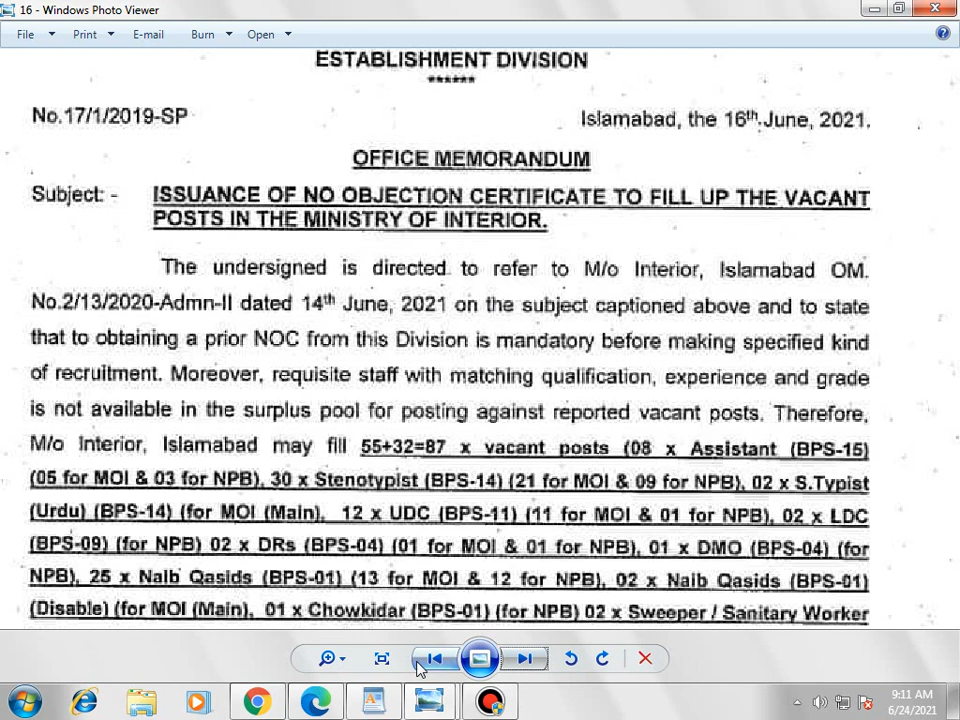 16 - Windows Photo Viewer
File Print E-mail Burn Open
ESTABLISHMENT DIVISION
******
No.17/1/2019-SP Islamabad, the 16th June, 2021.
OFFICE MEMORANDUM
Subject: - ISSUANCE OF NO OBJECTION CERTIFICATE TO FILL UP THE VACANT
POSTS IN THE MINISTRY OF INTERIOR.
The undersigned is directed to refer to M/o Interior, Islamabad OM.
No.2/13/2020-Admn-II dated 14th June, 2021 on the subject captioned above and to state
that to obtaining a prior NOC from this Division is mandatory before making specified kind
of recruitment. Moreover, requisite staff with matching qualification, experience and grade
is not available in the surplus pool for posting against reported vacant posts. Therefore,
M/o Interior, Islamabad may fill 55+32=87 x vacant posts (08 x Assistant (BPS-15)
(05 for MOI & 03 for NPB), 30 x Stenotypist (BPS-14) (21 for MOI & 09 for NPB), 02 x S.Typist
(Urdu) (BPS-14) (for MOI (Main), 12 x UDC (BPS-11) (11 for MOI & 01 for NPB), 02 x LDC
(BPS-09) (for NPB) 02 x DRs (BPS-04) (01 for MOI & 01 for NPB), 01 x DMO (BPS-04) (for
NPB), 25 x Naib Qasids (BPS-01) (13 for MOI & 12 for NPB), 02 x Naib Qasids (BPS-01)
(Disable) (for MOI (Main), 01 x Chowkidar (BPS-01) (for NPB) 02 x Sweeper / Sanitary Worker
9:11 AM
6/24/2021